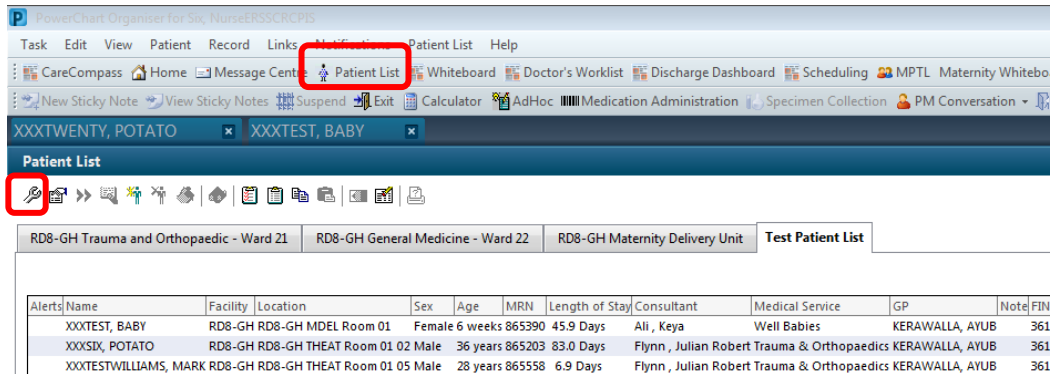 P PowerChart Organiser for Six, NurseERSSCRCPIS
Task Edit View Patient Record Links Notifications Patient List Help
CareCompass Home Message Centre Patient List Whiteboard Doctor's Worklist Discharge Dashboard Scheduling MPTL Maternity Whitebo
New Sticky Note View Sticky Notes Suspend Exit Calculator AdHoc Medication Administration Specimen Collection PM Conversation
XXXTWENTY, POTATO XXXTEST, BABY
Patient List
RD8-GH Trauma and Orthopaedic - Ward 21 RD8-GH General Medicine - Ward 22 RD8-GH Maternity Delivery Unit Test Patient List
Alerts Name Facility Location Sex Age MRN Length of Stay Consultant Medical Service GP Note FIN
XXXTEST, BABY RD8-GH RD8-GH MDEL Room 01 Female 6 weeks 865390 45.9 Days Ali , Keya Well Babies KERAWALLA, AYUB 361
XXXSIX, POTATO RD8-GH RD8-GH THEAT Room 01 02 Male 36 years 865203 83.0 Days Flynn , Julian Robert Trauma & Orthopaedics KERAWALLA, AYUB 361
XXXTESTWILLIAMS, MARK RD8-GH RD8-GH THEAT Room 01 05 Male 28 years 865558 6.9 Days Flynn , Julian Robert Trauma & Orthopaedics KERAWALLA, AYUB 361